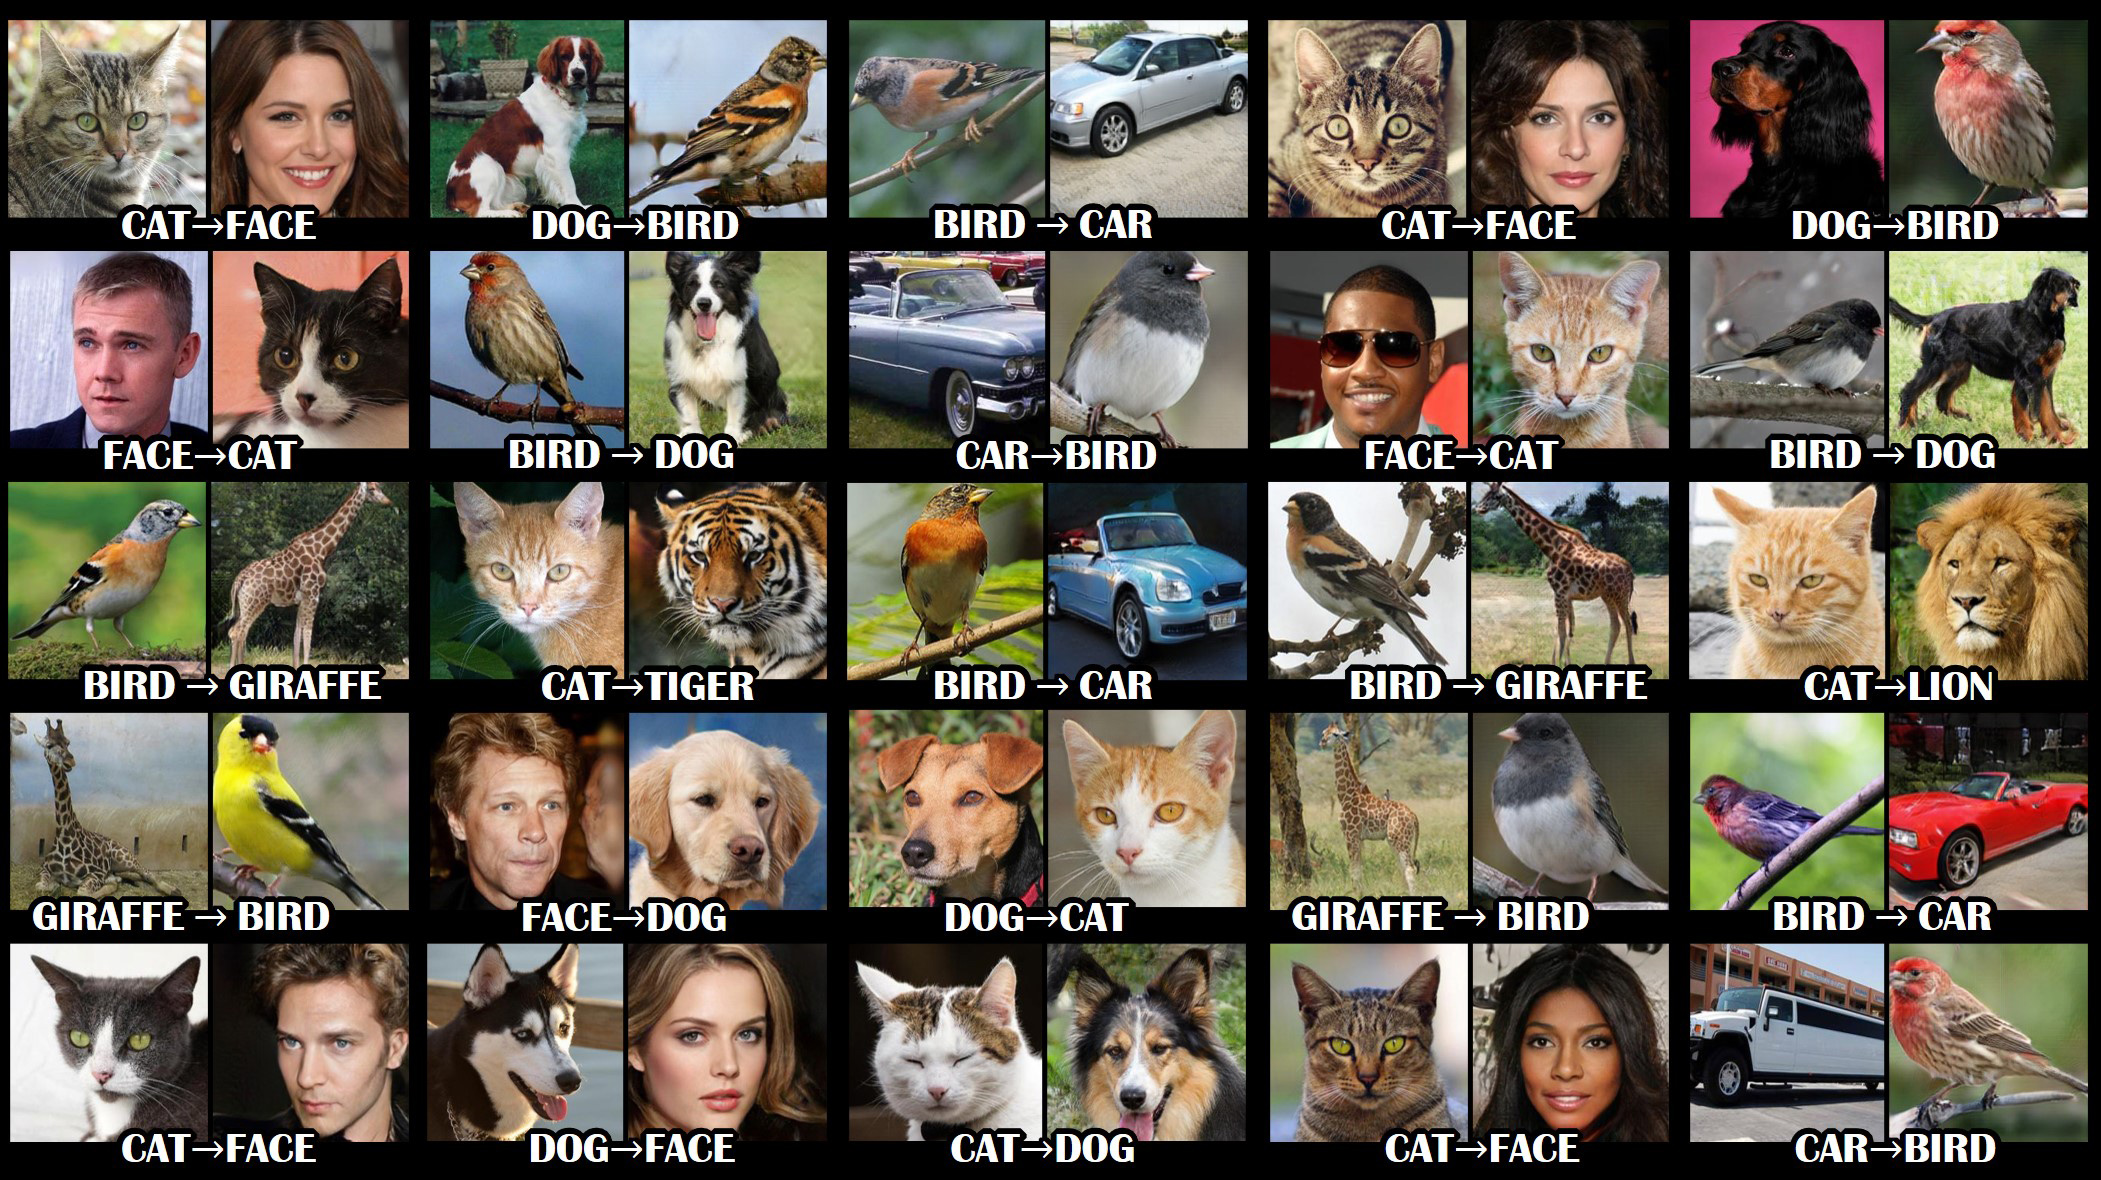 CAT→FACE
DOG→BIRD
BIRD → CAR
CAT→FACE
DOG→BIRD
FACE→CAT
BIRD → DOG
CAR→BIRD
FACE→CAT
BIRD → DOG
BIRD → GIRAFFE
CAT→TIGER
BIRD → CAR
BIRD → GIRAFFE
CAT→LION
GIRAFFE → BIRD
FACE→DOG
DOG→CAT
GIRAFFE → BIRD
BIRD → CAR
CAT→FACE
DOG→FACE
CAT→DOG
CAT→FACE
CAR→BIRD